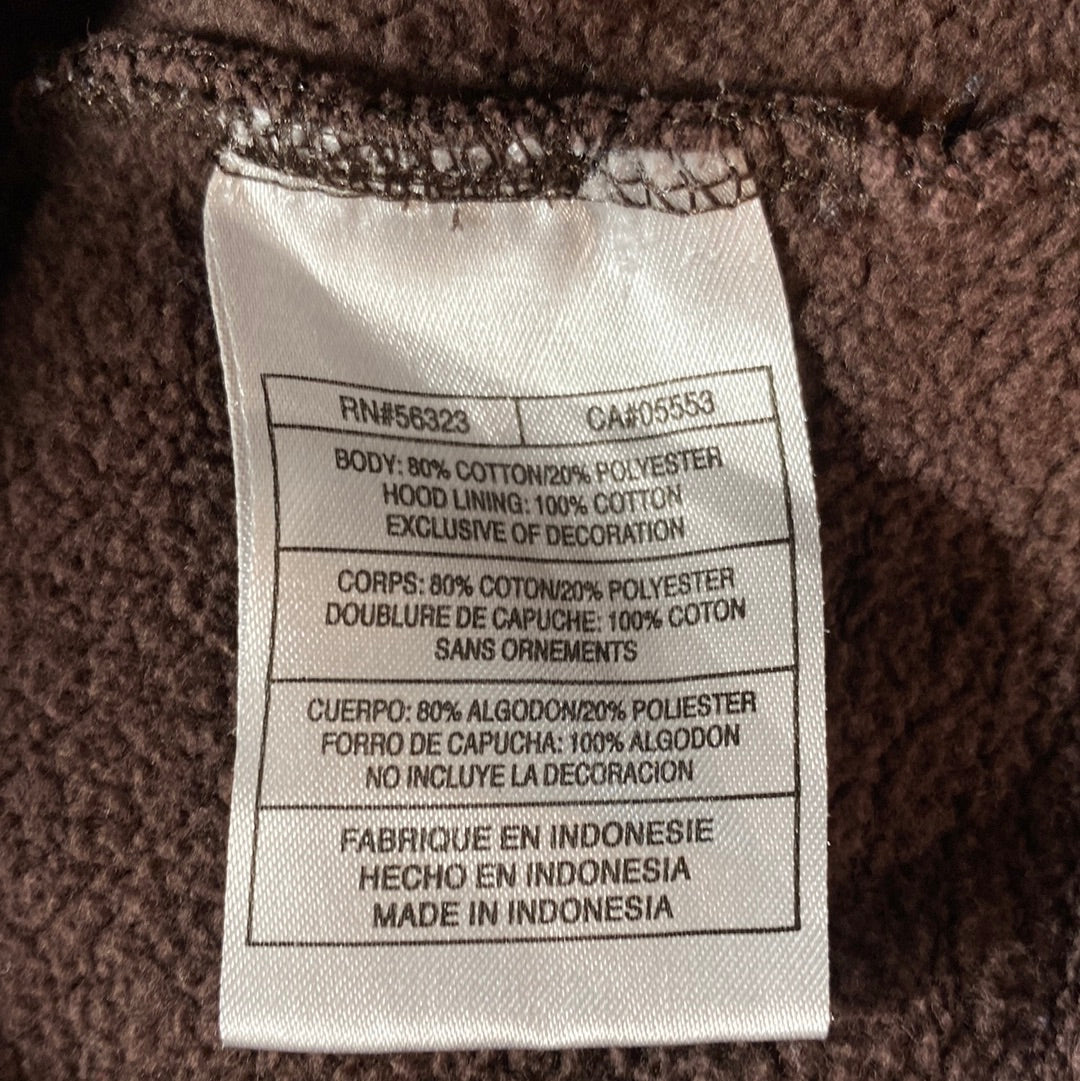 RN#56323 CA#05553
BODY: 80% COTTON/20% POLYESTER
HOOD LINING: 100% COTTON
EXCLUSIVE OF DECORATION
CORPS: 80% COTON/20% POLYESTER
DOUBLURE DE CAPUCHE: 100% COTON
SANS ORNEMENTS
CUERPO: 80% ALGODON/20% POLIESTER
FORRO DE CAPUCHA: 100% ALGODON
NO INCLUYE LA DECORACION
FABRIQUE EN INDONESIE
HECHO EN INDONESIA
MADE IN INDONESIA